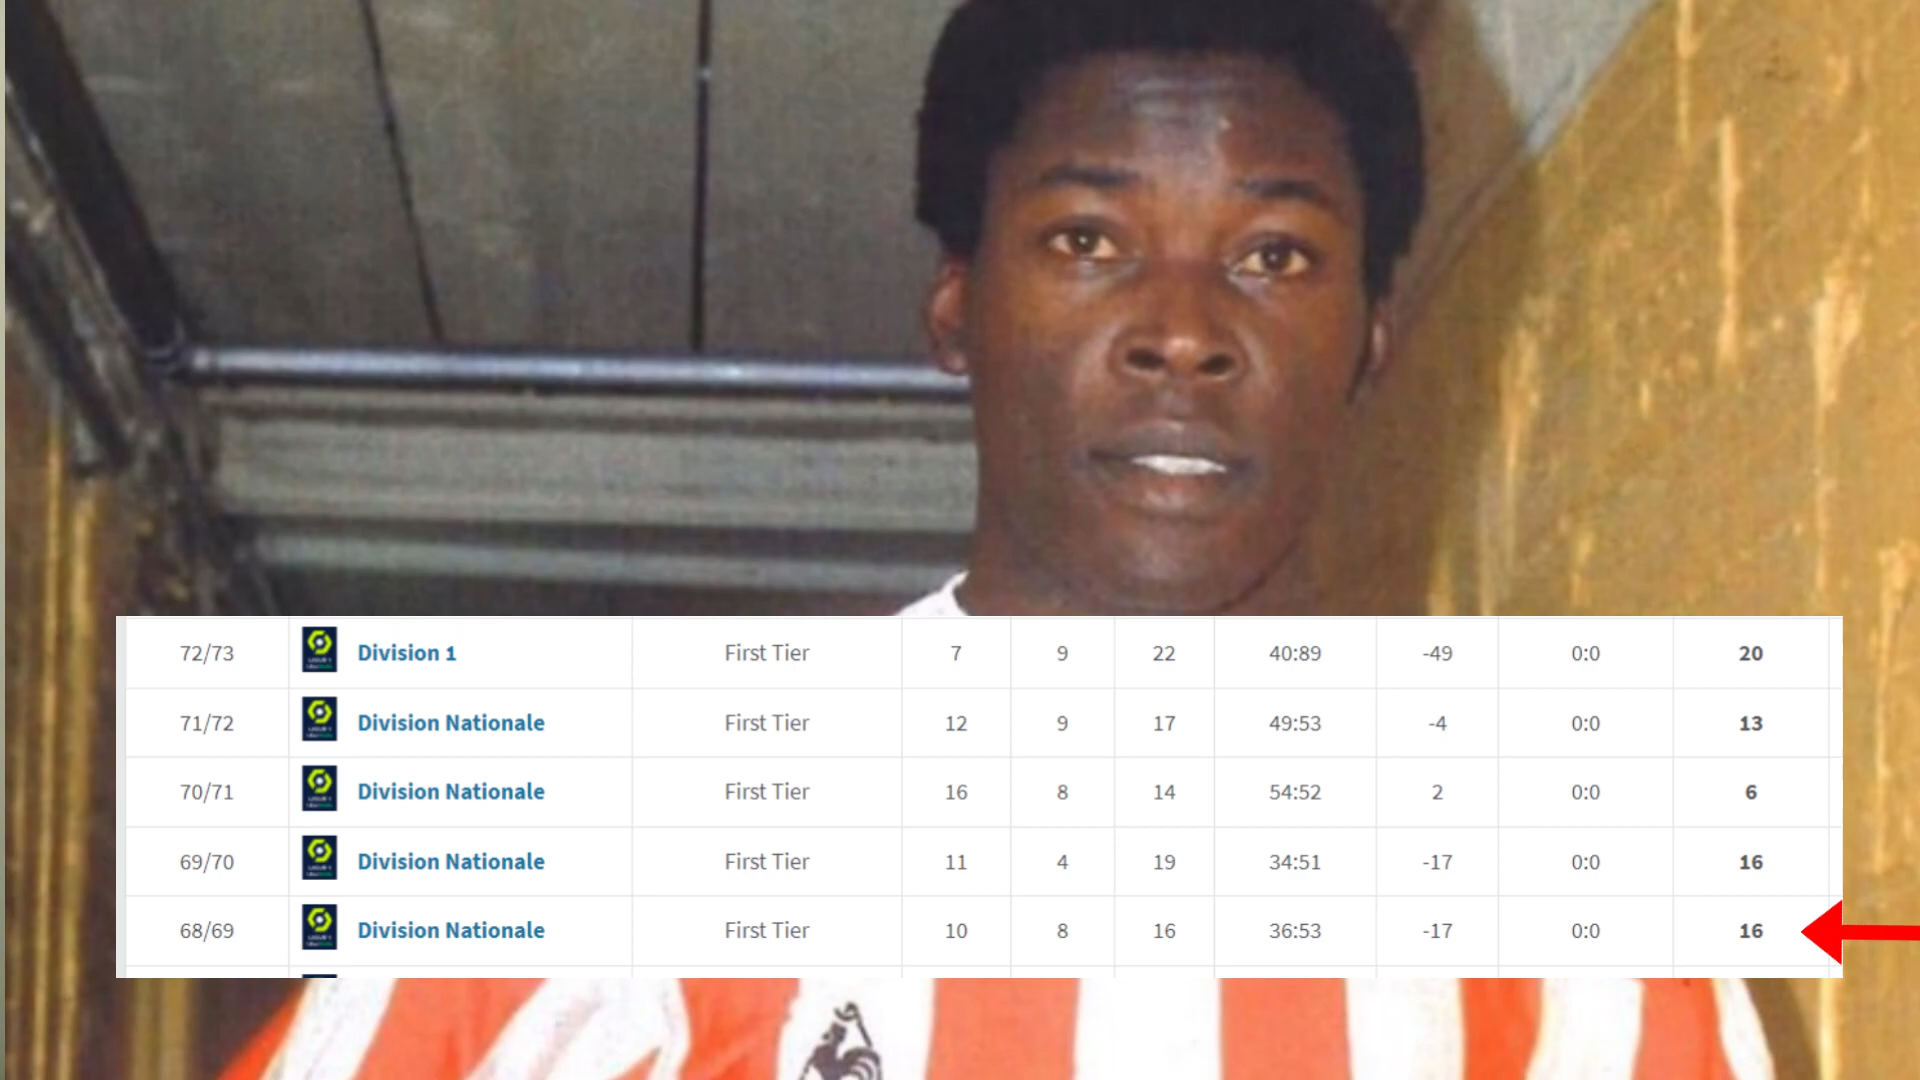 72/73 Division 1 First Tier 7 9 22 40:89 -49 0:0 20
71/72 Division Nationale First Tier 12 9 17 49:53 -4 0:0 13
70/71 Division Nationale First Tier 16 8 14 54:52 2 0:0 6
69/70 Division Nationale First Tier 11 4 19 34:51 -17 0:0 16
68/69 Division Nationale First Tier 10 8 16 36:53 -17 0:0 16